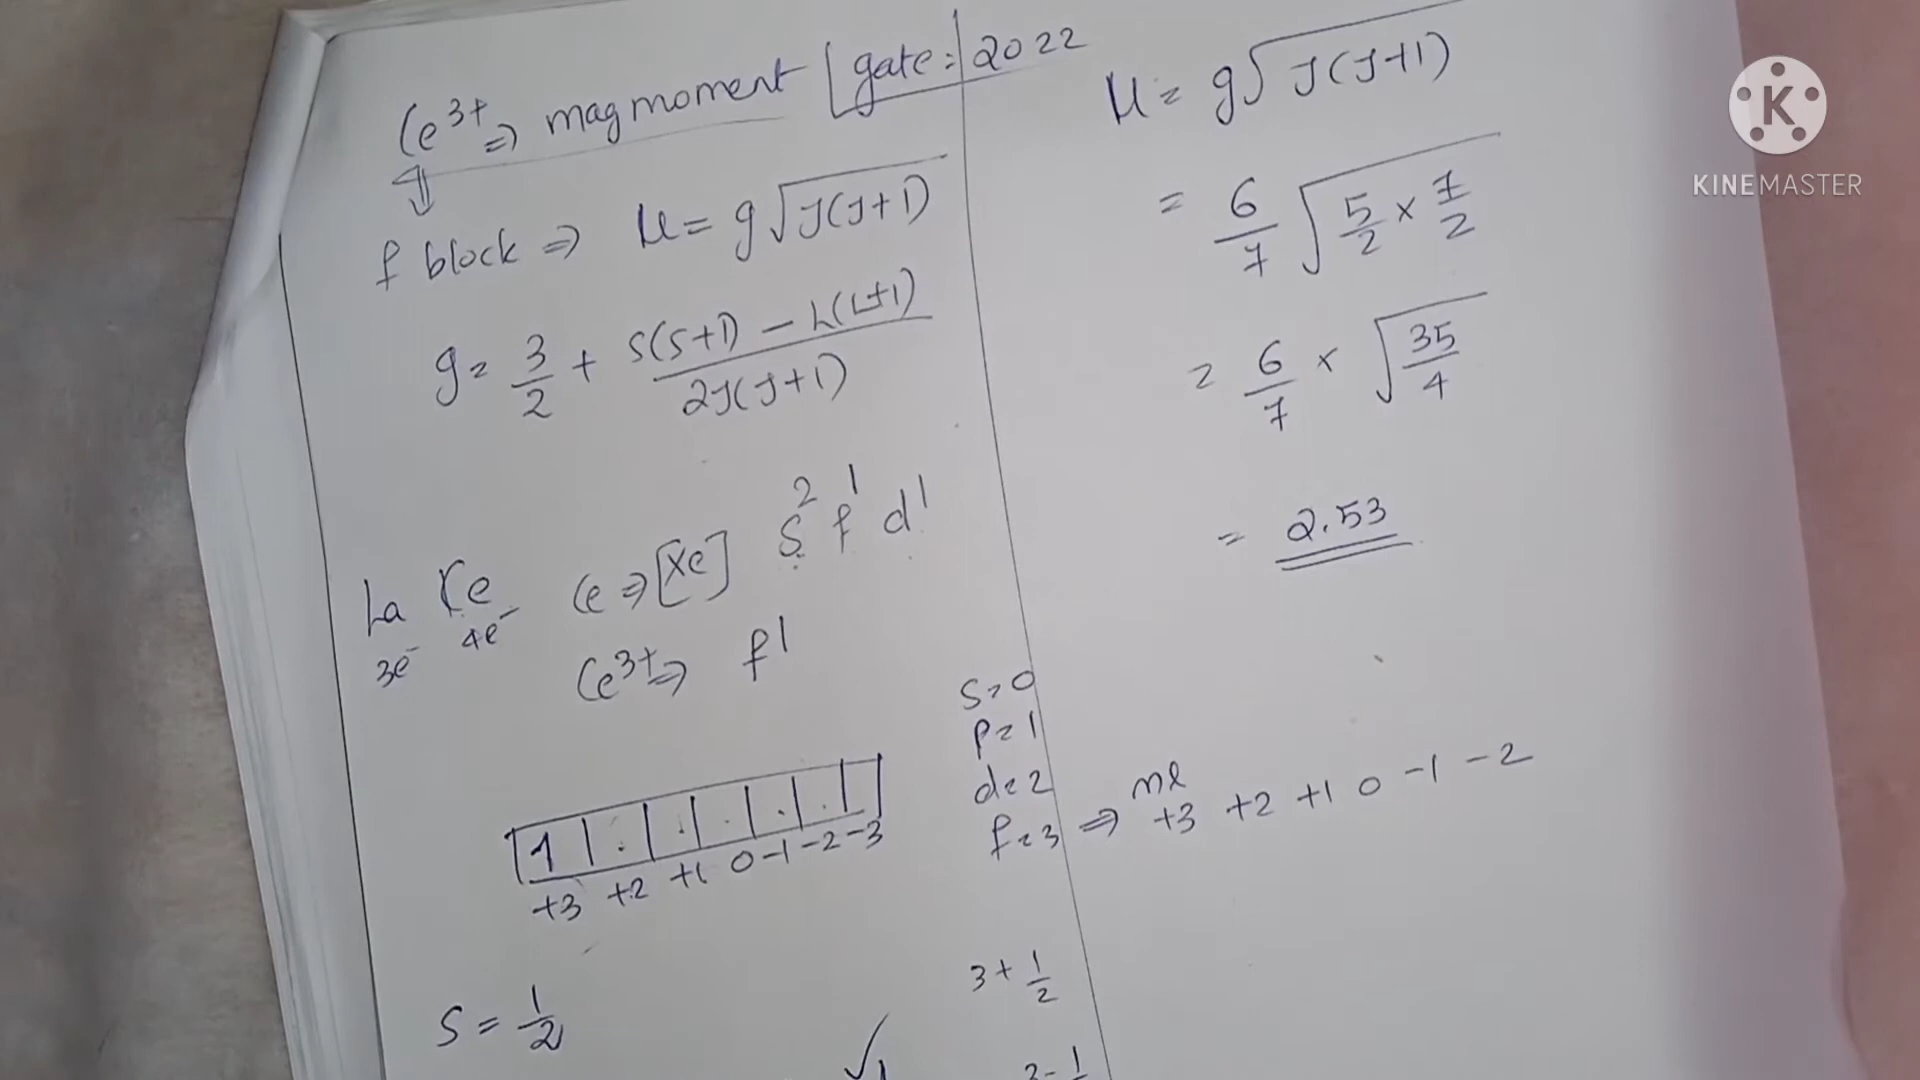 Ce³⁺ ⇒ mag moment [gate: 2022
⇓
f block ⇒ μ = g√J(J+1)
g = 3/2 + S(S+1) - L(L+1) / 2J(J+1)
La Ce Ce ⇒ [Xe] s² f¹ d¹
3e⁻ 4e⁻
Ce³⁺ ⇒ f¹
1
+3 +2 +1 0 -1 -2 -3
S = 1/2
μ = g√J(J+1)
= 6/7 √5/2 × 7/2
= 6/7 × √35/4
= 2.53
s = 0
p = 1
d = 2
f = 3 ⇒ ml +3 +2 +1 0 -1 -2
3 + 1/2
K
KINEMASTER